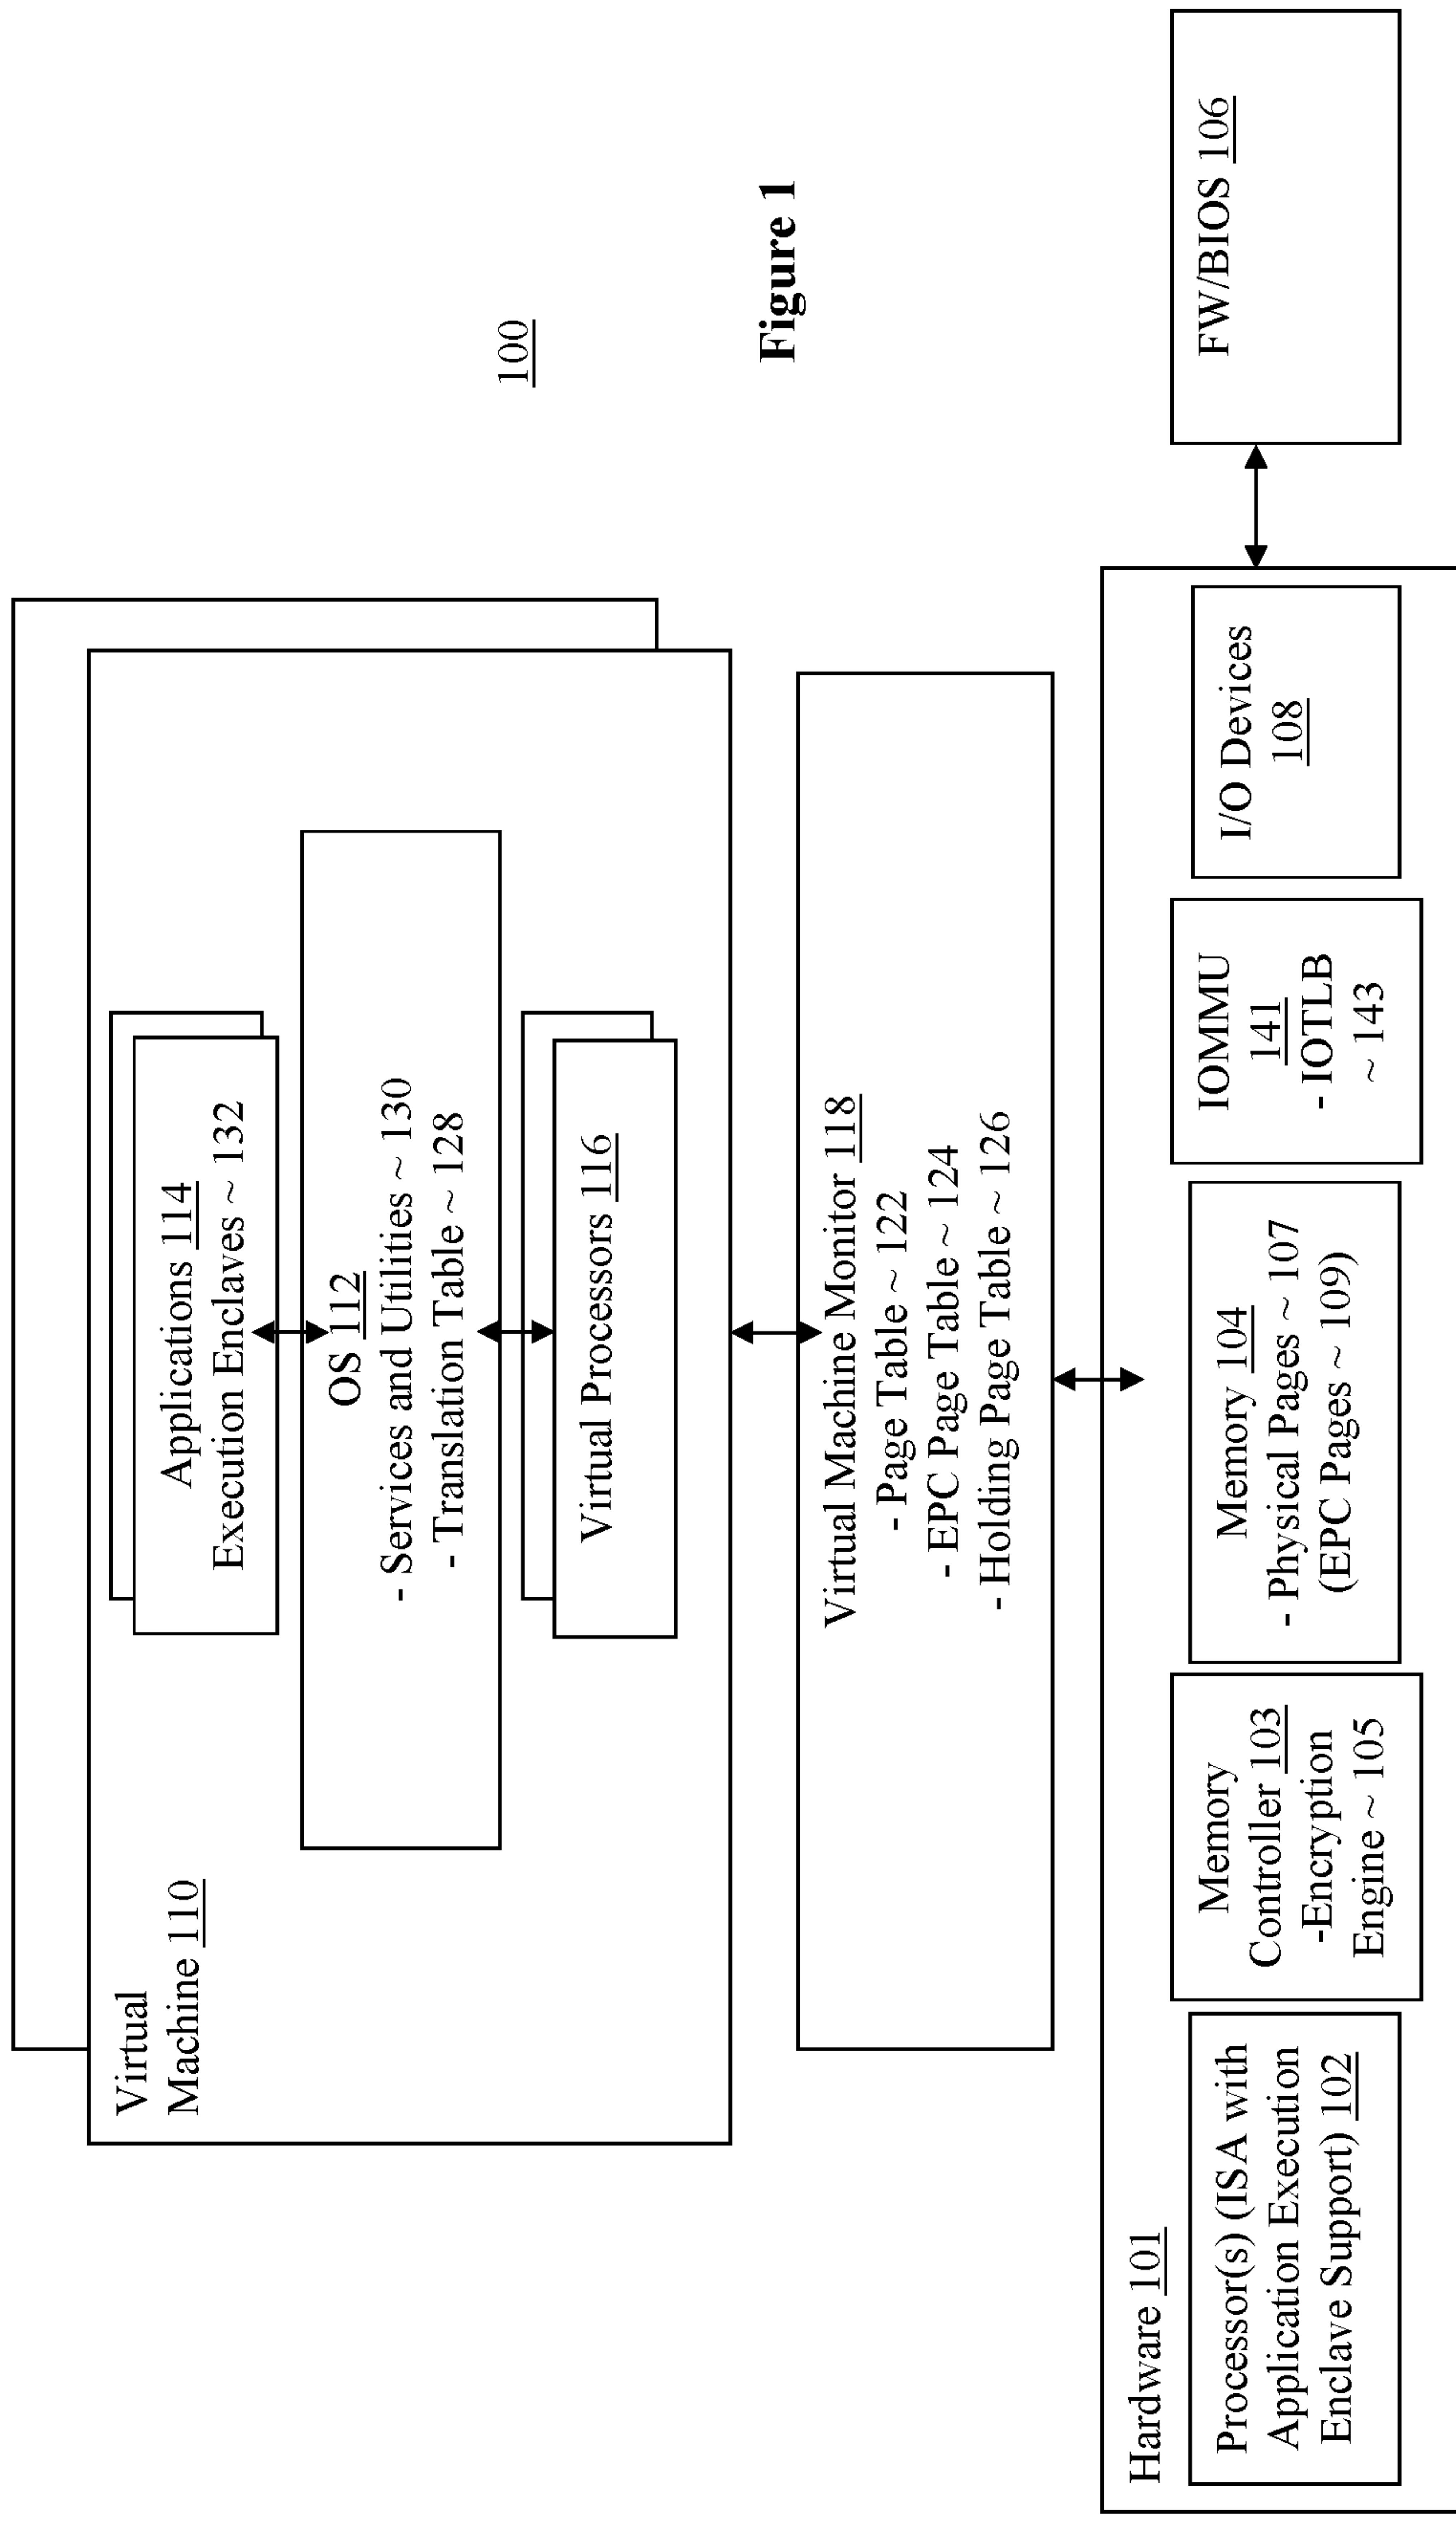 Virtual
Machine 110
Applications 114
Execution Enclaves ~ 132
OS 112
- Services and Utilities ~ 130
- Translation Table ~ 128
Virtual Processors 116
100
Virtual Machine Monitor 118
- Page Table ~ 122
- EPC Page Table ~ 124
- Holding Page Table ~ 126
Figure 1
Hardware 101
Processor(s) (ISA with
Application Execution
Enclave Support) 102
Memory
Controller 103
-Encryption
Engine ~ 105
Memory 104
- Physical Pages ~ 107
(EPC Pages ~ 109)
IOMMU
141
- IOTLB
~ 143
I/O Devices
108
FW/BIOS 106